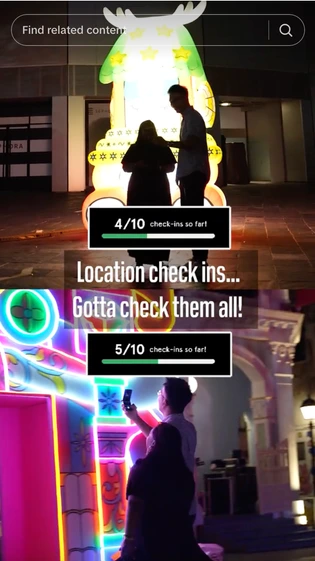 Find related content
4/10 check-ins so far!
Location check ins...
Gotta check them all!
5/10 check-ins so far!